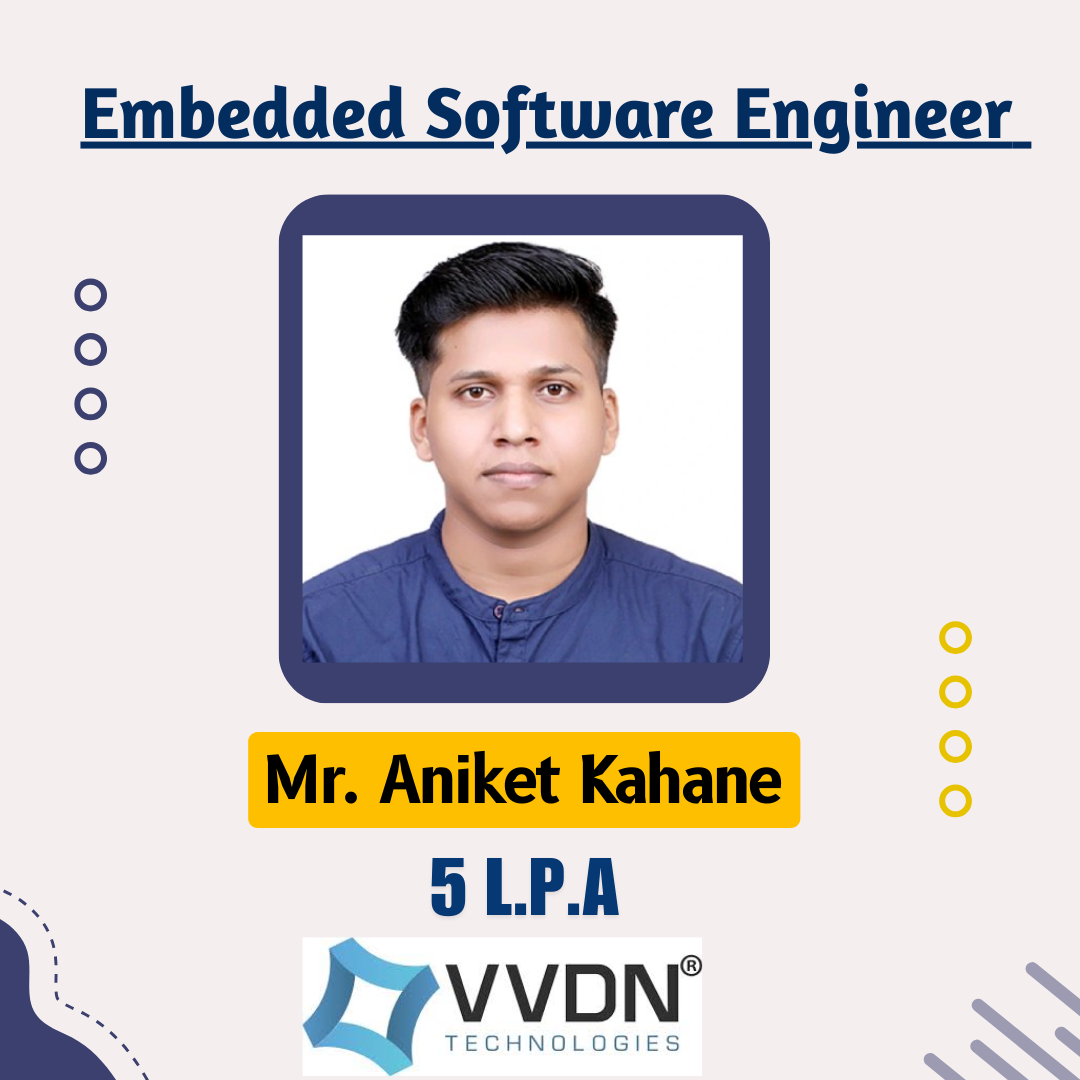 Embedded Software Engineer
Mr. Aniket Kahane
5 L.P.A
VVDN®
TECHNOLOGIES